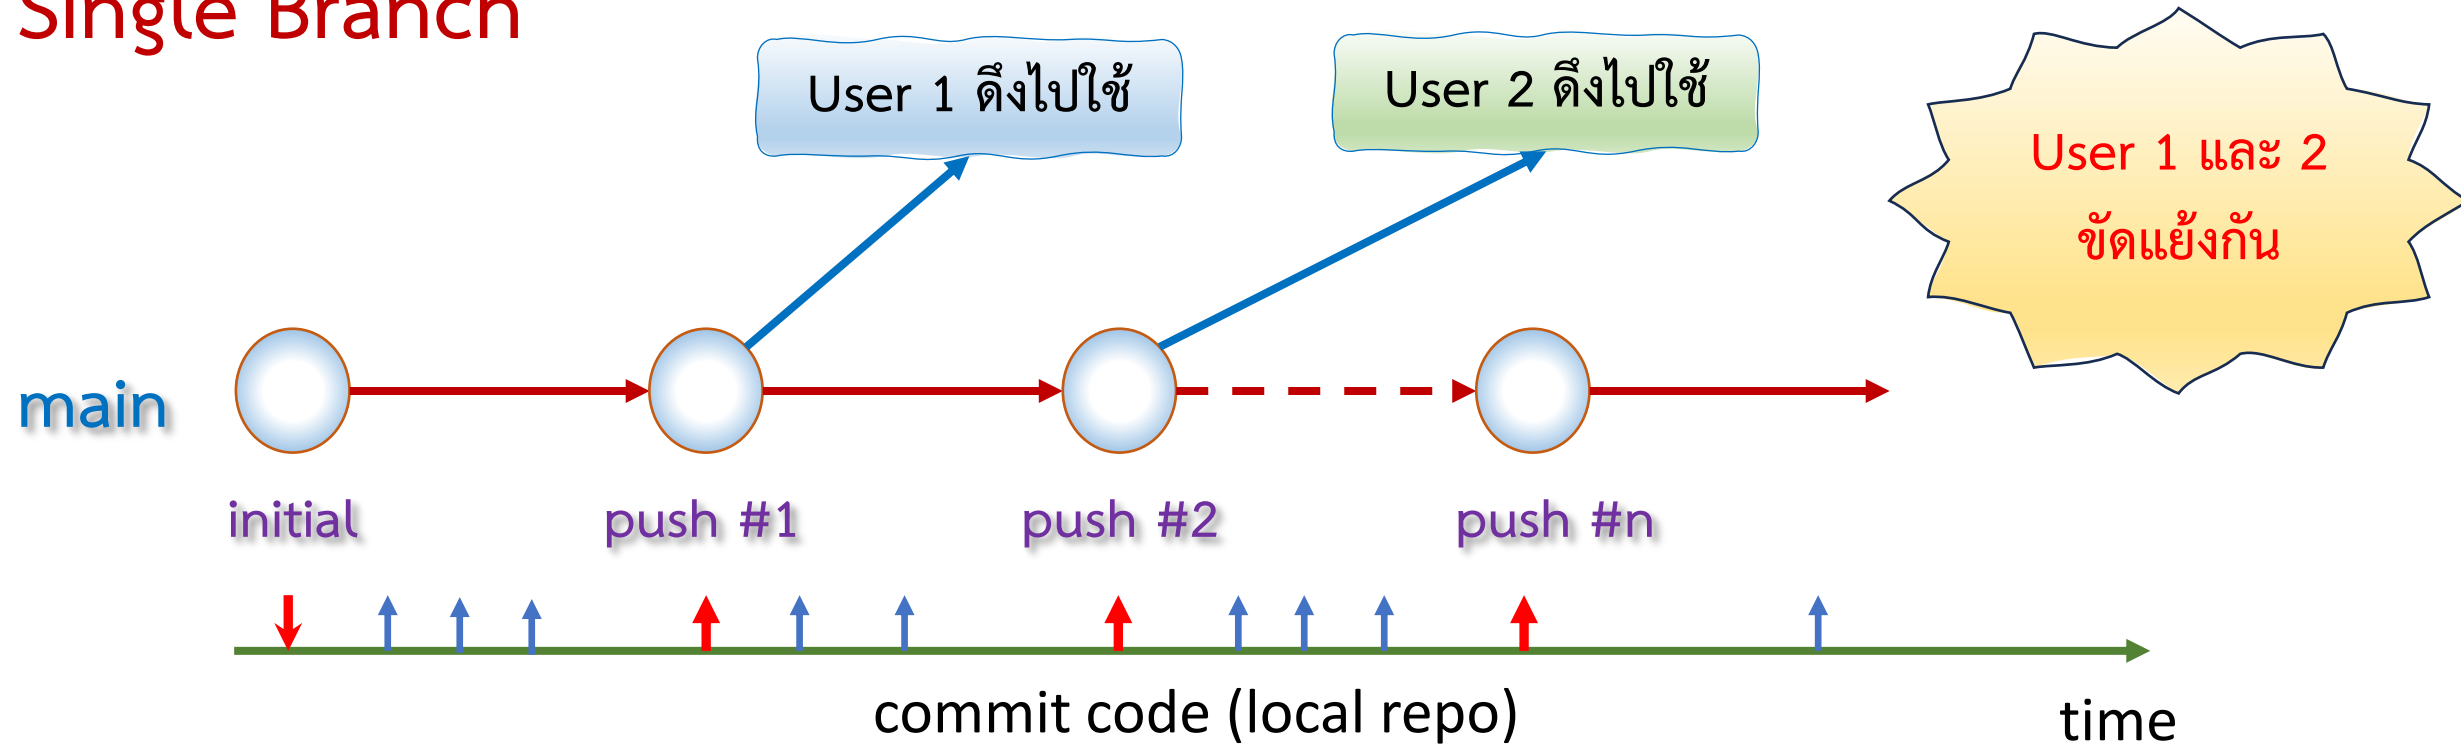 Single Branch
User 1 ดึงไปใช้
User 2 ดึงไปใช้
User 1 และ 2
ขัดแย้งกัน
main
initial
push #1
push #2
push #n
commit code (local repo)
time